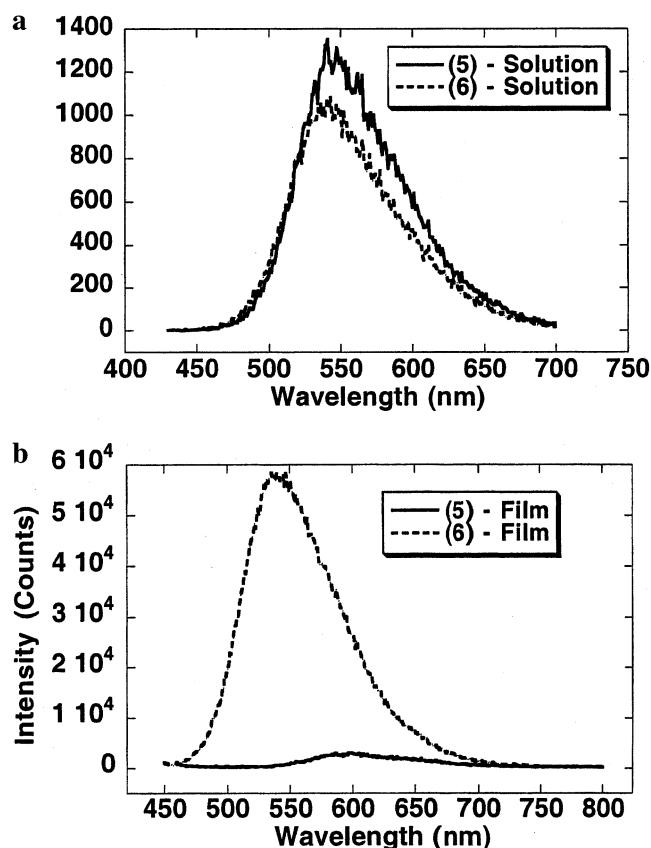 a
1400
1200
1000
800
600
400
200
0
(5) - Solution
(6) - Solution
400 450 500 550 600 650 700 750
Wavelength (nm)
b
6 10⁴
5 10⁴
4 10⁴
3 10⁴
2 10⁴
1 10⁴
0
Intensity (Counts)
(5) - Film
(6) - Film
450 500 550 600 650 700 750 800
Wavelength (nm)